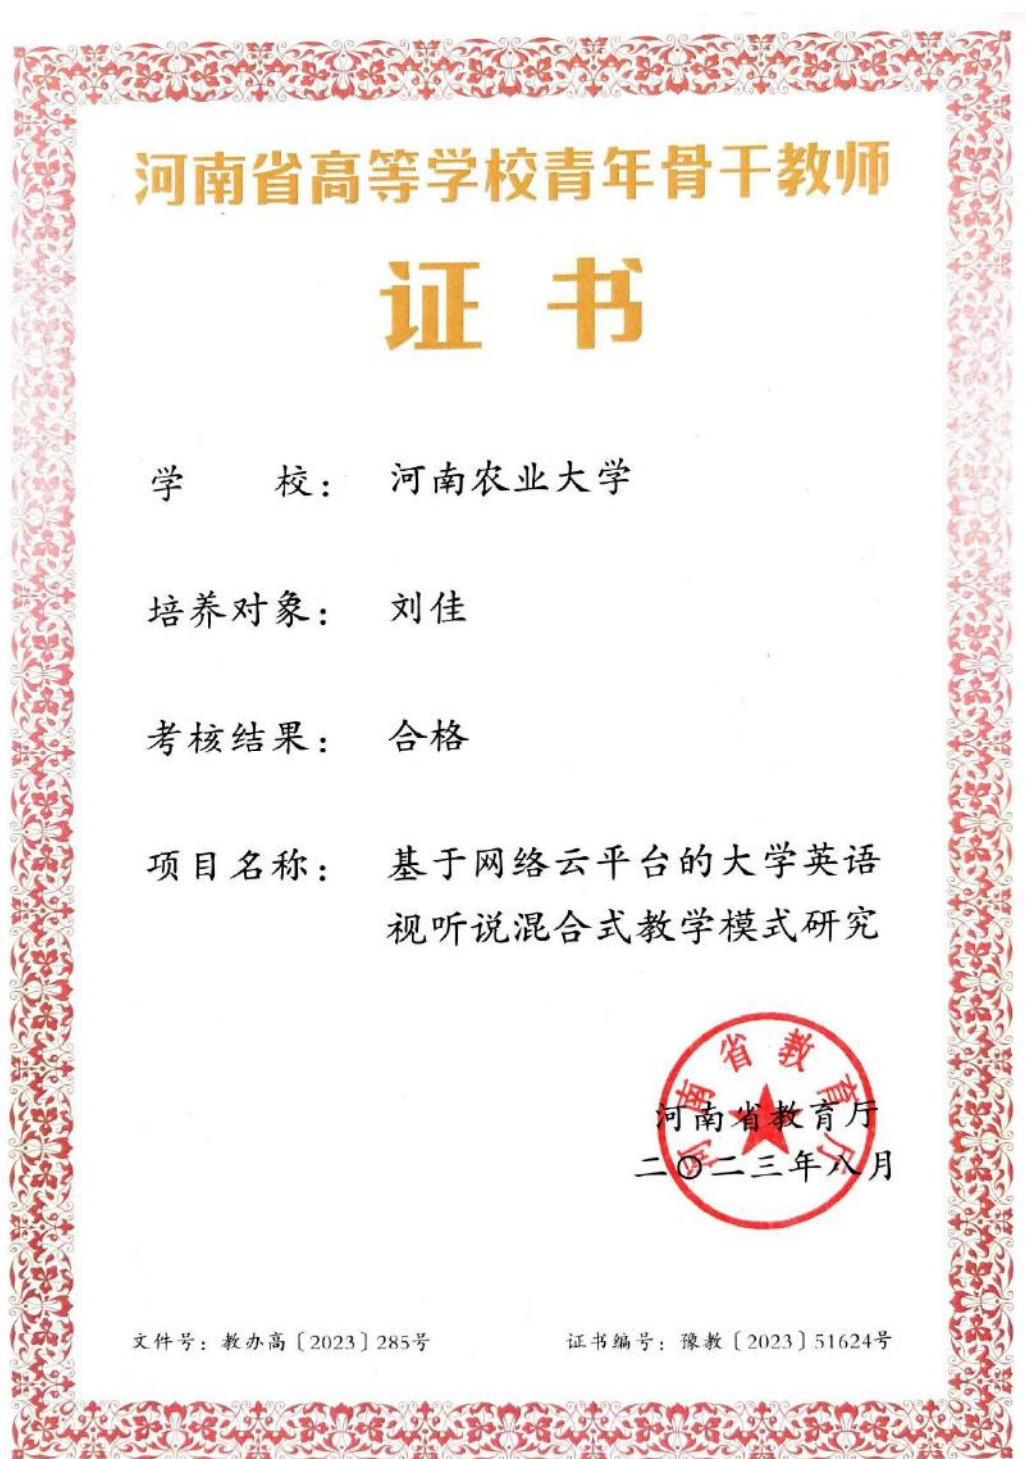 河南省高等学校青年骨干教师
证 书
学 校: 河南农业大学
培养对象: 刘佳
考核结果: 合格
项目名称: 基于网络云平台的大学英语
视听说混合式教学模式研究
河南省教育厅
河南省教育厅
二〇二三年八月
文件号: 教办高〔2023〕285号 证书编号: 豫教〔2023〕51624号